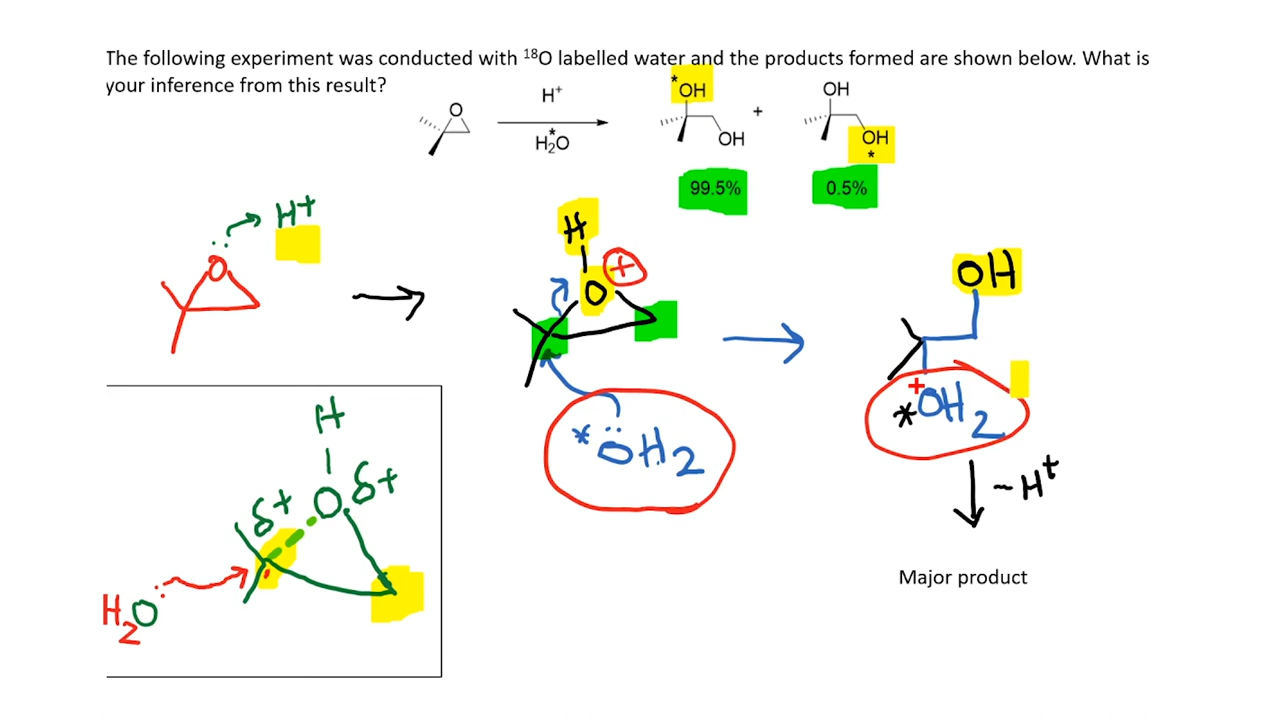 The following experiment was conducted with ¹⁸O labelled water and the products formed are shown below. What is
your inference from this result?
O
H⁺
H₂O*
*OH
OH
+
OH
OH
*
99.5%
0.5%
O
H+
H
O
+
*OH2
OH
+
*OH2
-H+
Major product
H
O
δ+
δ+
H2O